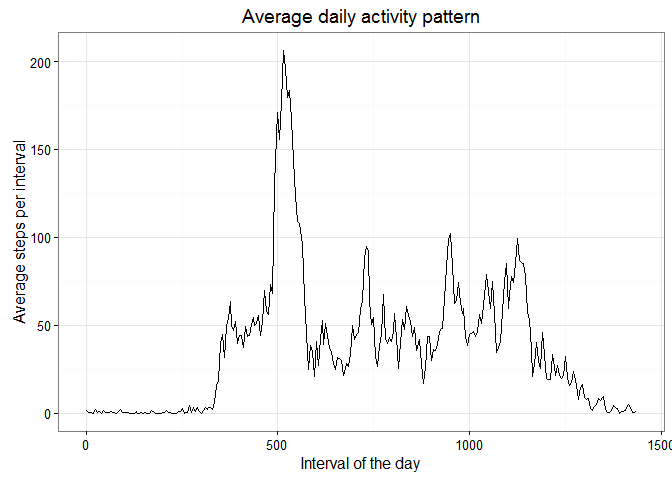 Average daily activity pattern
Average steps per interval
200
150
100
50
0
0 500 1000 1500
Interval of the day